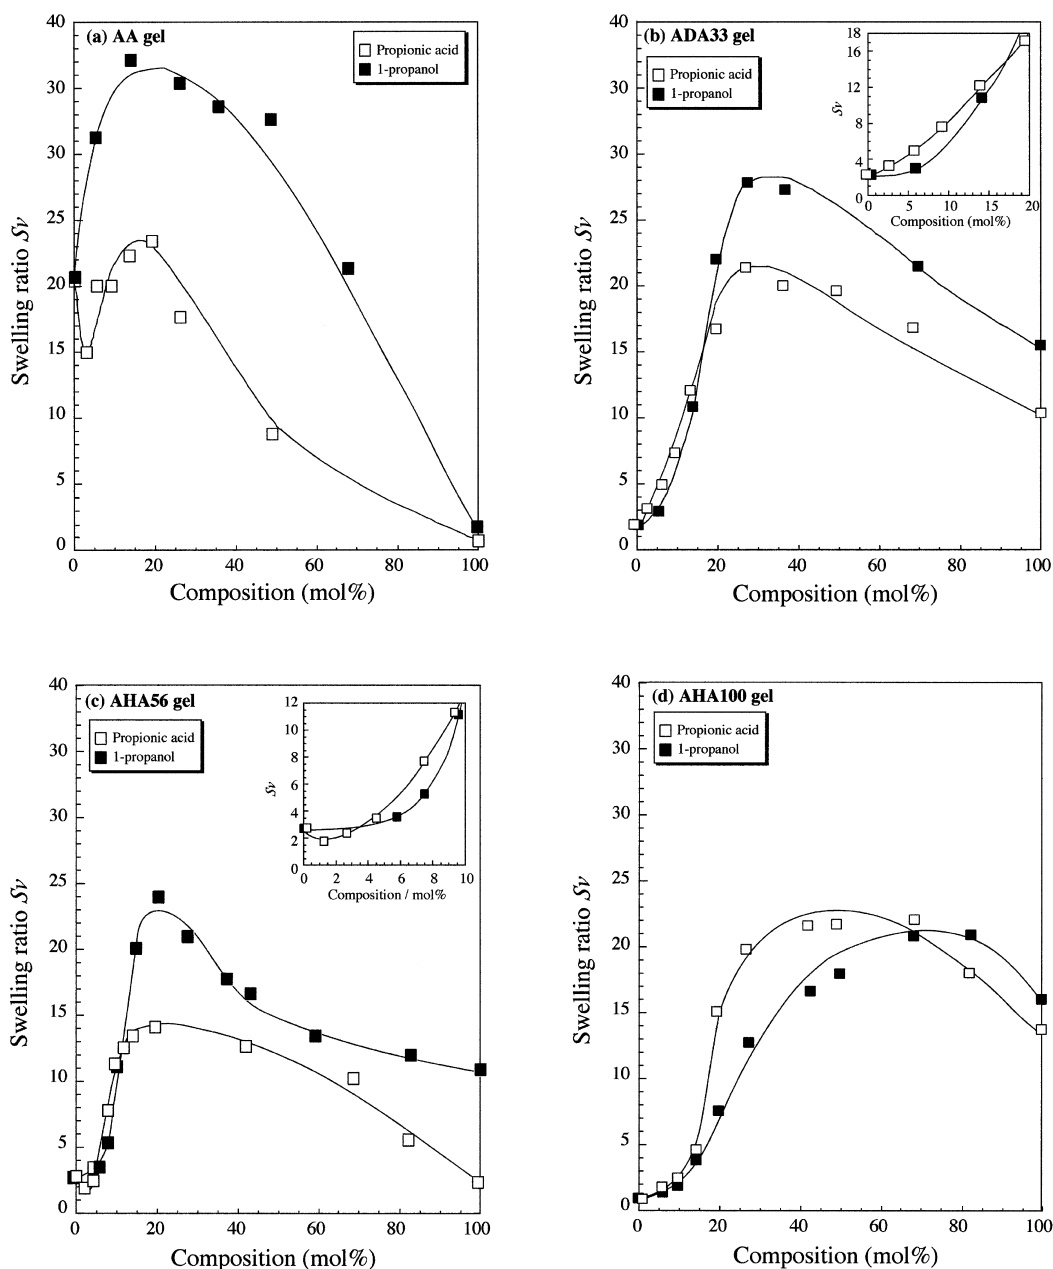 (a) AA gel
Propionic acid
1-propanol
Swelling ratio Sv
40
30
30
25
20
15
10
5
0
0 20 40 60 80 100
Composition (mol%)
(b) ADA33 gel
Propionic acid
1-propanol
Swelling ratio Sv
40
30
30
25
20
15
10
5
0
0 20 40 60 80 100
Composition (mol%)
Sv
18
16
12
8
4
0
0 5 10 15 20
Composition (mol%)
(c) AHA56 gel
Propionic acid
1-propanol
Swelling ratio Sv
40
30
30
25
20
15
10
5
0
0 20 40 60 80 100
Composition (mol%)
Sv
12
10
8
6
4
2
0
0 2 4 6 8 10
Composition / mol%
(d) AHA100 gel
Propionic acid
1-propanol
Swelling ratio Sv
40
30
30
25
20
15
10
5
0
0 20 40 60 80 100
Composition (mol%)